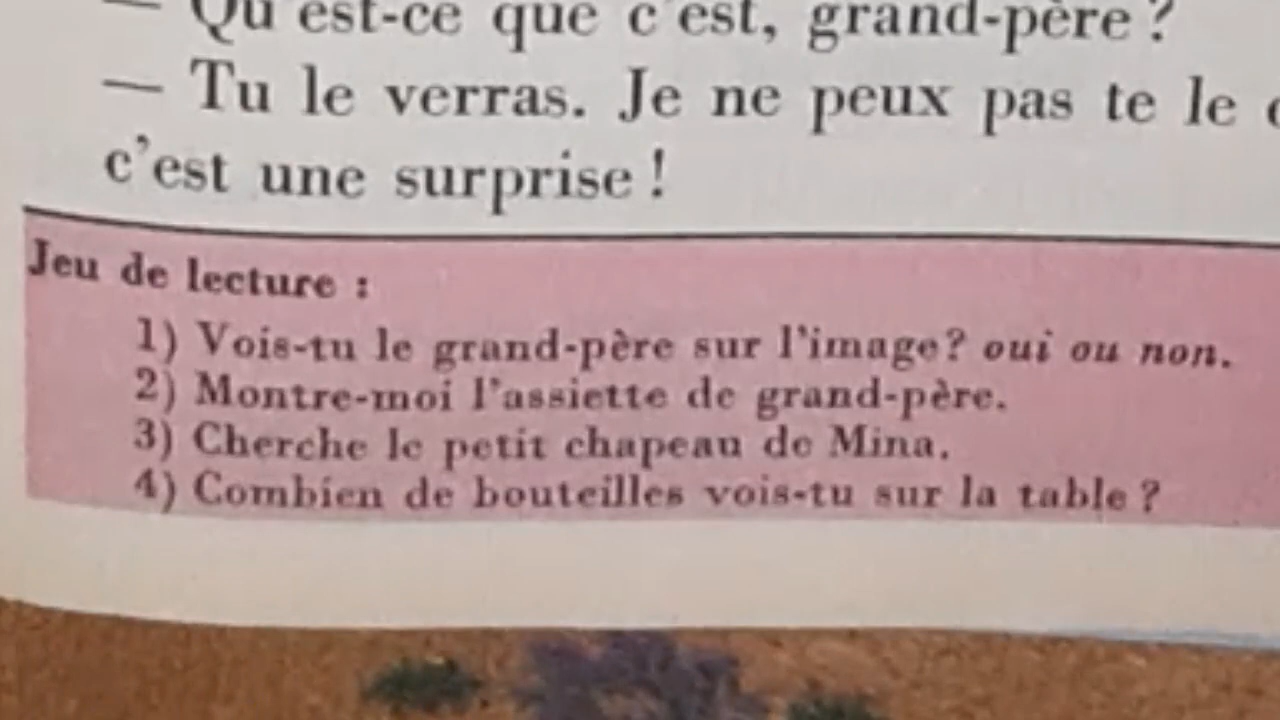 — Qu'est-ce que c'est, grand-père ?
— Tu le verras. Je ne peux pas te le
c'est une surprise !
Jeu de lecture :
1) Vois-tu le grand-père sur l'image? oui ou non.
2) Montre-moi l'assiette de grand-père.
3) Cherche le petit chapeau de Mina.
4) Combien de bouteilles vois-tu sur la table ?